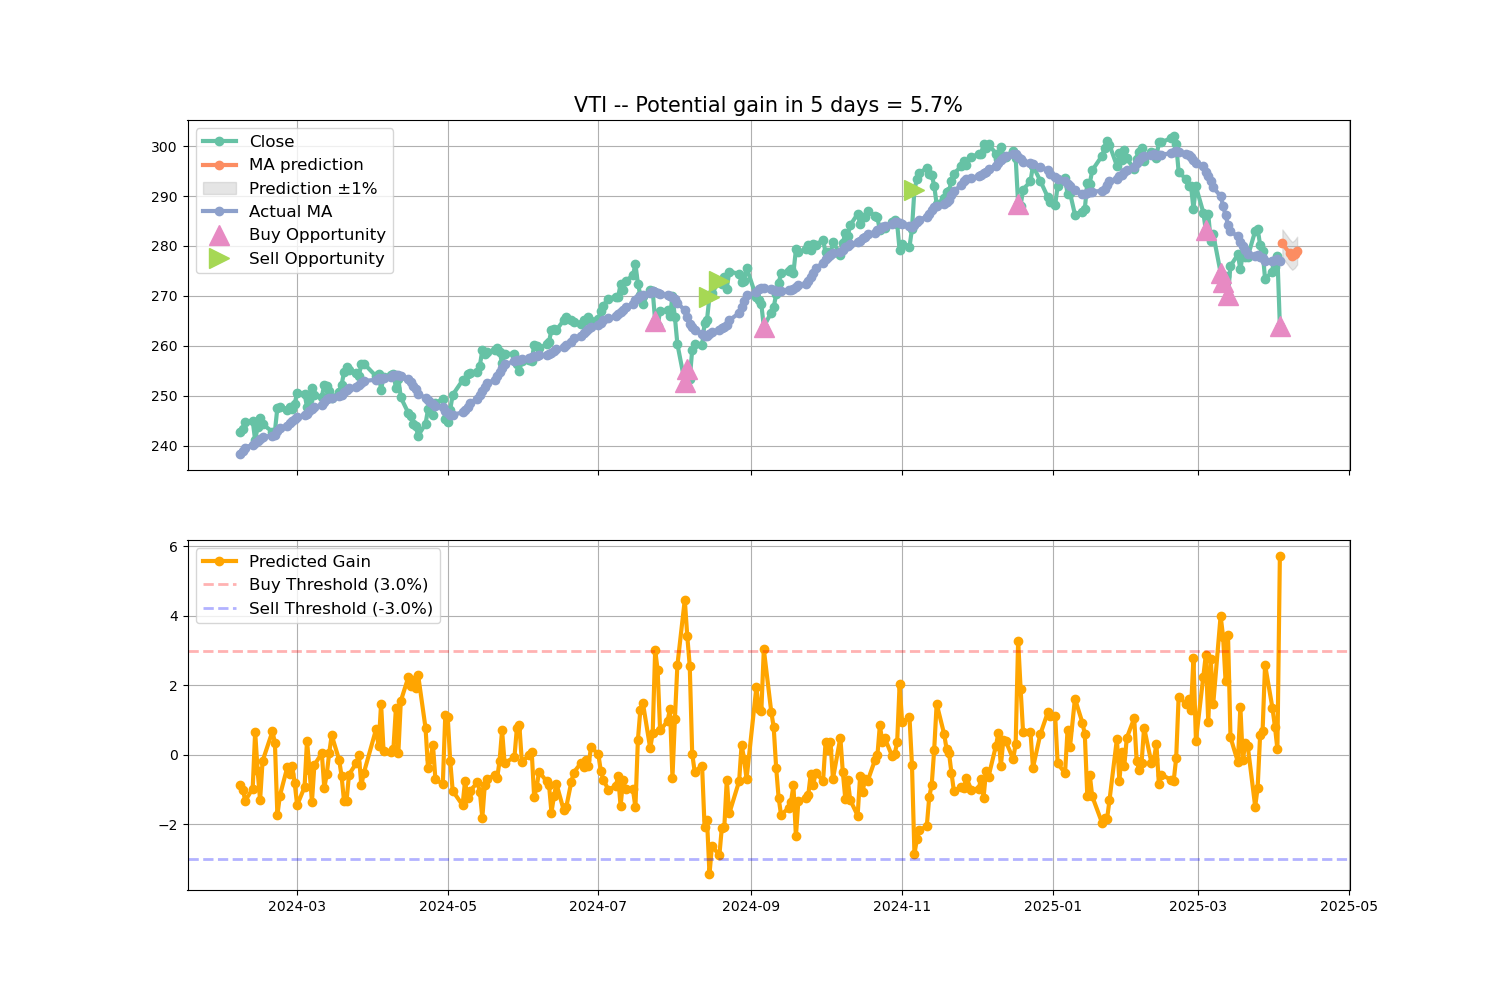 VTI -- Potential gain in 5 days = 5.7%
Close
MA prediction
Prediction ±1%
Actual MA
Buy Opportunity
Sell Opportunity
300
290
280
270
260
250
240
Predicted Gain
Buy Threshold (3.0%)
Sell Threshold (-3.0%)
6
4
2
0
−2
2024-03 2024-05 2024-07 2024-09 2024-11 2025-01 2025-03 2025-05